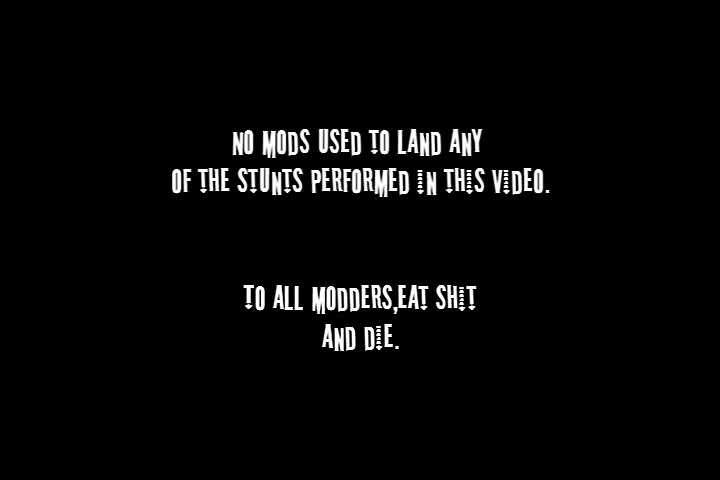 NO MODS USED TO LAND ANY
OF THE STUNTS PERFORMED IN THIS VIDEO.
TO ALL MODDERS,EAT SHIT
AND DIE.